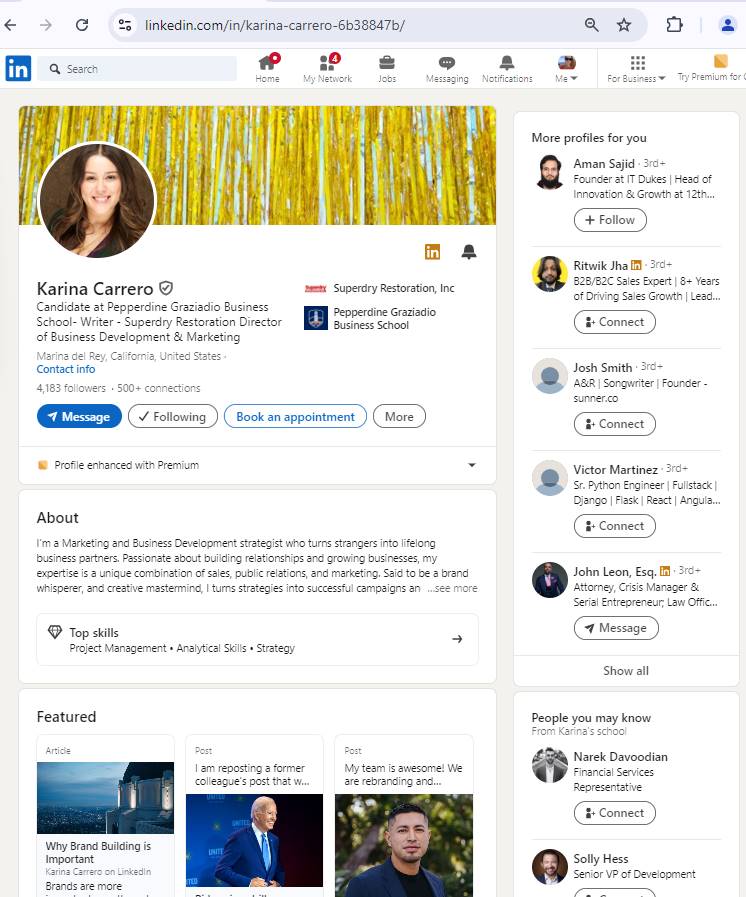 linkedin.com/in/karina-carrero-6b38847b/
in
Search
Home
4
My Network
Jobs
Messaging
Notifications
Me
For Business
Try Premium for
in
Karina Carrero
Candidate at Pepperdine Graziadio Business
School- Writer - Superdry Restoration Director
of Business Development & Marketing
Marina del Rey, California, United States ·
Contact info
4,183 followers · 500+ connections
Superdry
Superdry Restoration, Inc
Pepperdine Graziadio
Business School
Message
Following
Book an appointment
More
Profile enhanced with Premium
About
I'm a Marketing and Business Development strategist who turns strangers into lifelong
business partners. Passionate about building relationships and growing businesses, my
expertise is a unique combination of sales, public relations, and marketing. Said to be a brand
whisperer, and creative mastermind, I turn strategies into successful campaigns an ...see more
Top skills
Project Management • Analytical Skills • Strategy
Featured
Article
Why Brand Building is
Important
Karina Carrero on LinkedIn
Brands are more
Post
I am reposting a former
colleague's post that w...
UNITED
UNITED
Post
My team is awesome! We
are rebranding and...
More profiles for you
Aman Sajid · 3rd+
Founder at IT Dukes | Head of
Innovation & Growth at 12th...
+ Follow
Ritwik Jha in · 3rd+
B2B/B2C Sales Expert | 8+ Years
of Driving Sales Growth | Lead...
Connect
Josh Smith · 3rd+
A&R | Songwriter | Founder -
sunner.co
Connect
Victor Martinez · 3rd+
Sr. Python Engineer | Fullstack |
Django | Flask | React | Angula...
Connect
John Leon, Esq. in · 3rd+
Attorney, Crisis Manager &
Serial Entrepreneur; Law Offic...
Message
Show all
People you may know
From Karina's school
Narek Davoodian
Financial Services
Representative
Connect
Solly Hess
Senior VP of Development